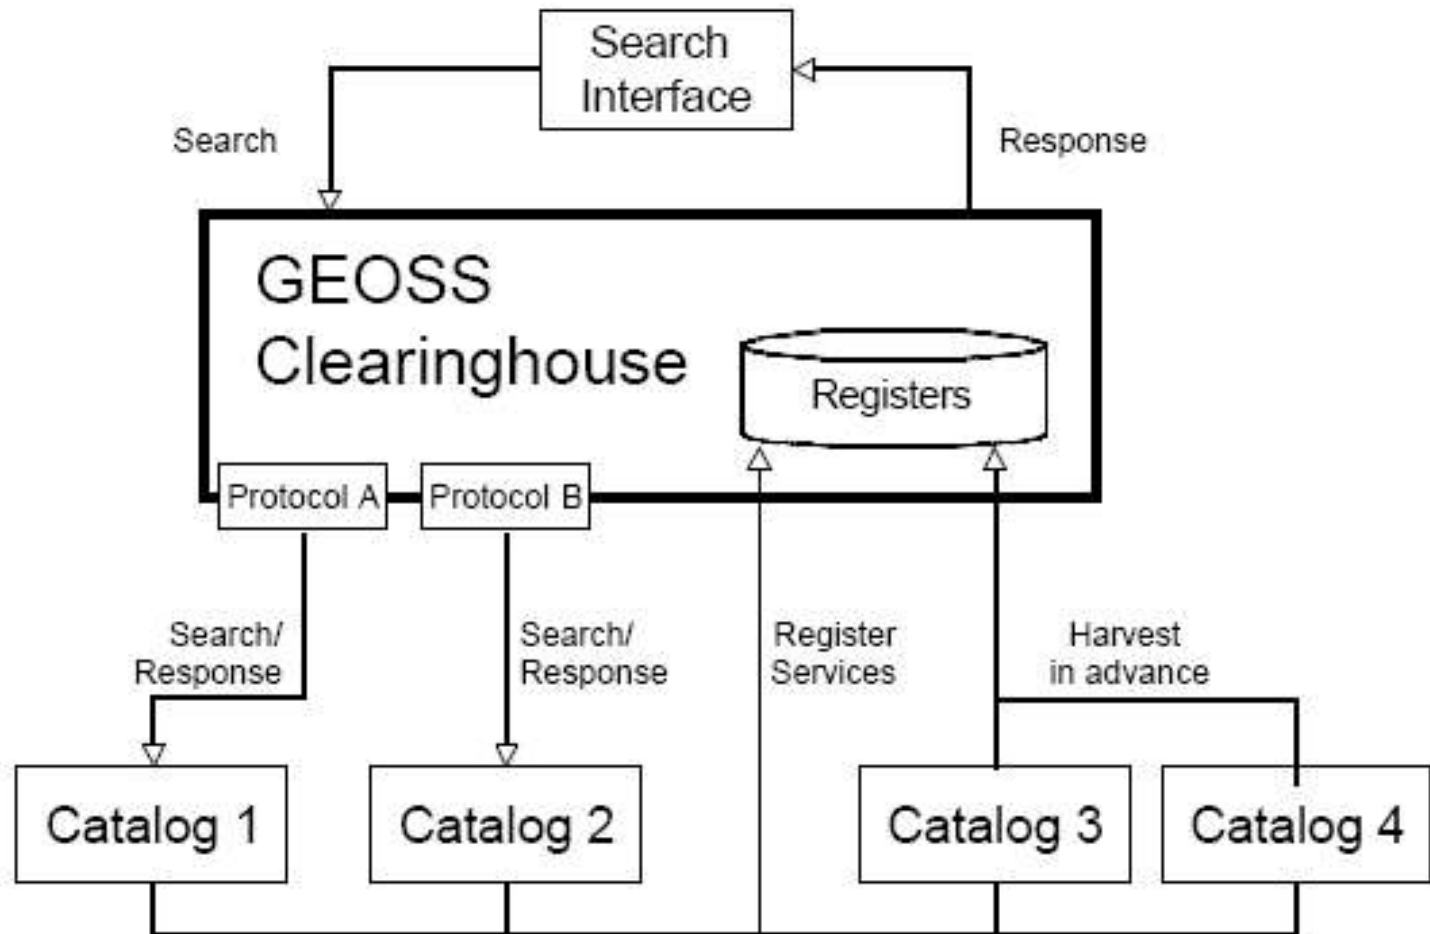 Search
Interface
Search
Response
GEOSS
Clearinghouse
Registers
Protocol A
Protocol B
Search/
Response
Search/
Response
Register
Services
Harvest
in advance
Catalog 1
Catalog 2
Catalog 3
Catalog 4